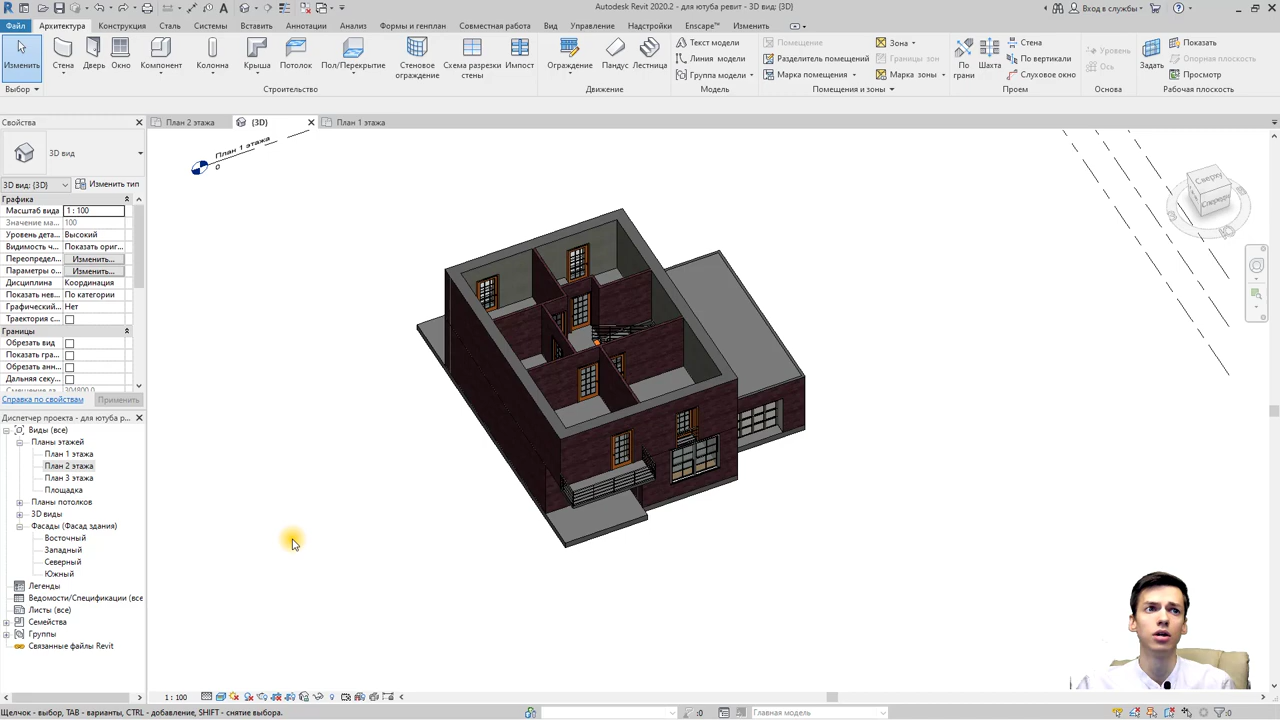 Autodesk Revit 2020.2 - для ютуба ревит - 3D вид: {3D}
Вход в службы
Файл Архитектура Конструкция Сталь Системы Вставить Аннотации Анализ Формы и генплан Совместная работа Вид Управление Надстройки Enscape™ Изменить
Изменить Стена Дверь Окно Компонент Колонна Крыша Потолок Пол/Перекрытие Стеновое ограждение Схема разрезки стены Импост Ограждение Пандус Лестница
Текст модели
Линия модели
Группа модели
Помещение
Разделитель помещений
Марка помещения
Зона
Границы зон
Марка зоны
По грани
Шахта
Стена
По вертикали
Слуховое окно
Уровень
Ось
Задать
Показать
Опорная плоскость
Просмотр
Выбор Строительство Движение Модель Помещения и зоны Проем Основа Рабочая плоскость
Свойства
План 2 этажа {3D} План 1 этажа
3D вид
3D вид: {3D} Изменить тип
Графика
Масштаб вида 1 : 100
Значение ма... 100
Уровень дета... Высокий
Видимость ч... Показать ориг...
Переопредел... Изменить...
Параметры о... Изменить...
Дисциплина Координация
Показать нев... По категории
Графический... Нет
Траектория с...
Границы
Обрезать вид
Показать гра...
Обрезать анн...
Дальняя секу...
Справка по свойствам Применить
Диспетчер проекта - для ютуба р...
Виды (все)
Планы этажей
План 1 этажа
План 2 этажа
План 3 этажа
Площадка
Планы потолков
3D виды
Фасады (Фасад здания)
Восточный
Западный
Северный
Южный
Легенды
Ведомости/Спецификации (все
Листы (все)
Семейства
Группы
Связанные файлы Revit
План 1 этажа
0
Сверху
Спереди
1 : 100
Щелчок - выбор, TAB - варианты, CTRL - добавление, SHIFT - снятие выбора.
:0
Главная модель
:0